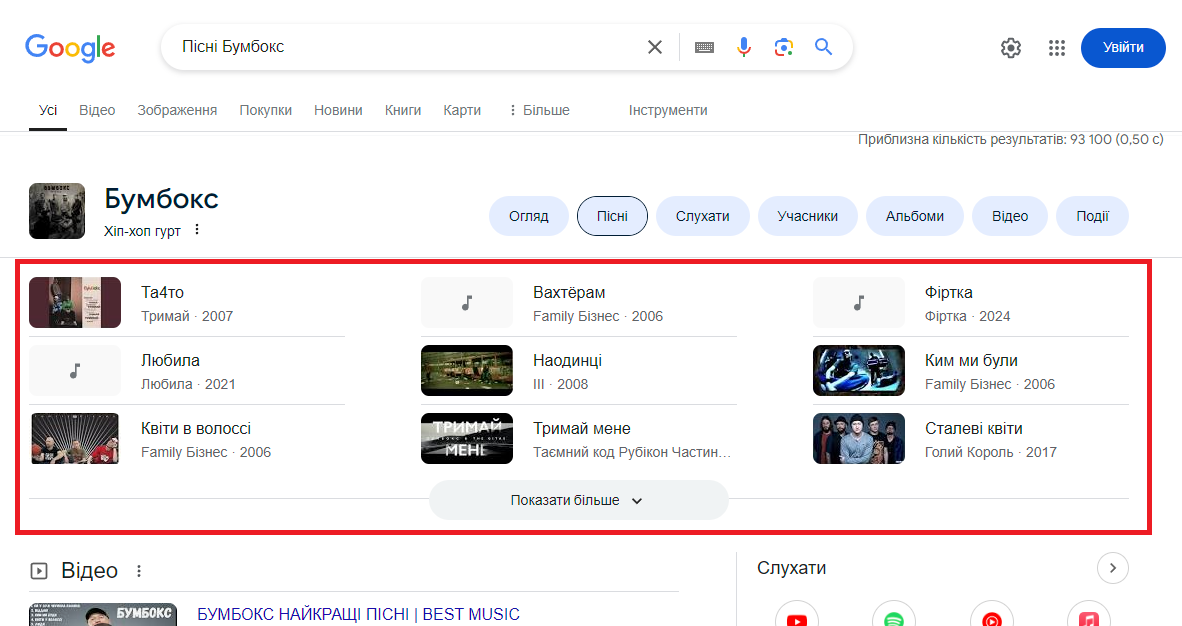 Google
Пісні Бумбокс
Увійти
Усі Відео Зображення Покупки Новини Книги Карти Більше Інструменти
Приблизна кількість результатів: 93 100 (0,50 с)
Бумбокс
Хіп-хоп гурт
Огляд Пісні Слухати Учасники Альбоми Відео Події
Та4то
Тримай · 2007
Вахтёрам
Family Бізнес · 2006
Фіртка
Фіртка · 2024
Любила
Любила · 2021
Наодинці
III · 2008
Ким ми були
Family Бізнес · 2006
Квіти в волоссі
Family Бізнес · 2006
ТРИМАЙ
МЕНЕ
Тримай мене
Таємний код Рубікон Частин...
Сталеві квіти
Голий Король · 2017
Показати більше
Відео
Слухати
БУМБОКС
БУМБОКС НАЙКРАЩІ ПІСНІ | BEST MUSIC